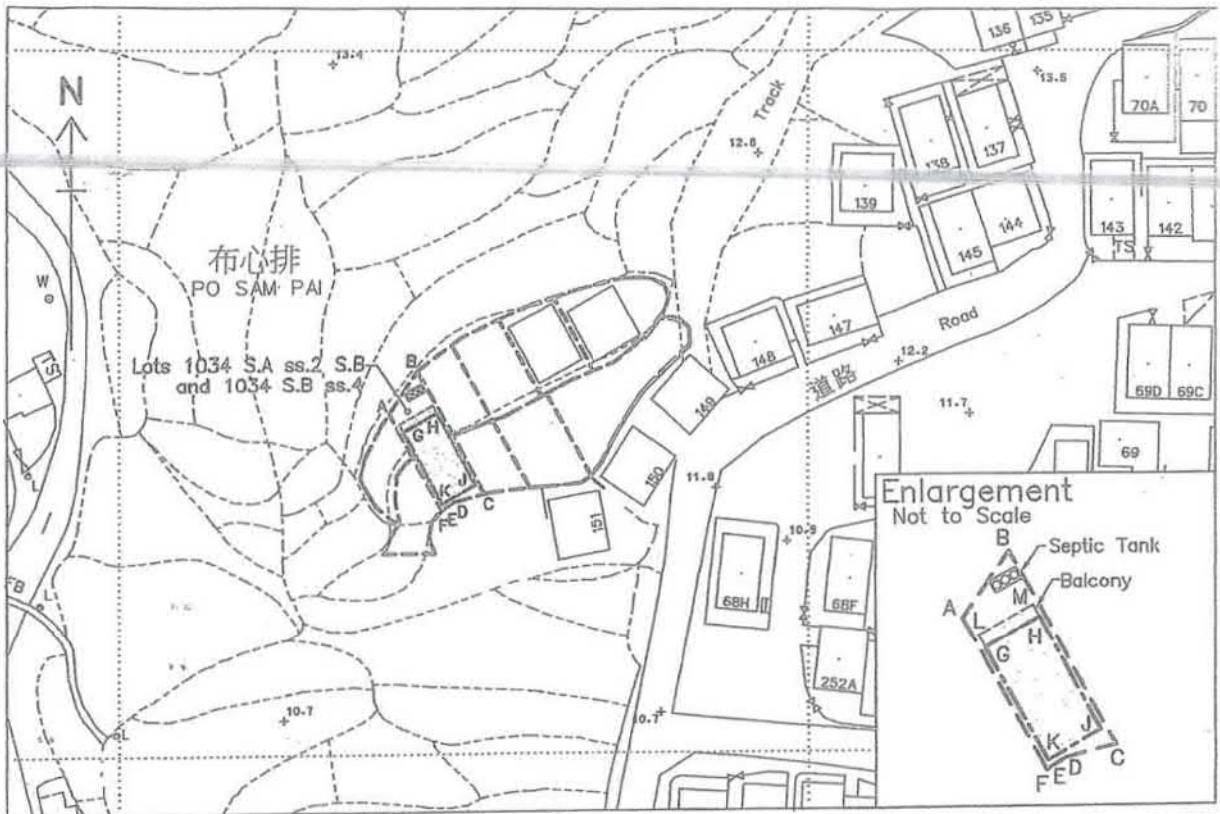 N
布心排
PO SAM PAI
Lots 1034 S.A ss.2 S.B
and 1034 S.B ss.4
A
B
G
H
J
K
C
D
E
F
13.4
Track
12.8
136
135
13.5
70A
70
138
137
139
145
144
143
142
TS
147
148
149
150
151
Road
道路
12.2
11.7
11.8
69D
69C
69
10.9
68H
68F
252A
10.7
10.7
W
TS
L
FB
L
L
Enlargement
Not to Scale
B
Septic Tank
Balcony
A
L
M
G
H
K
J
C
D
E
F